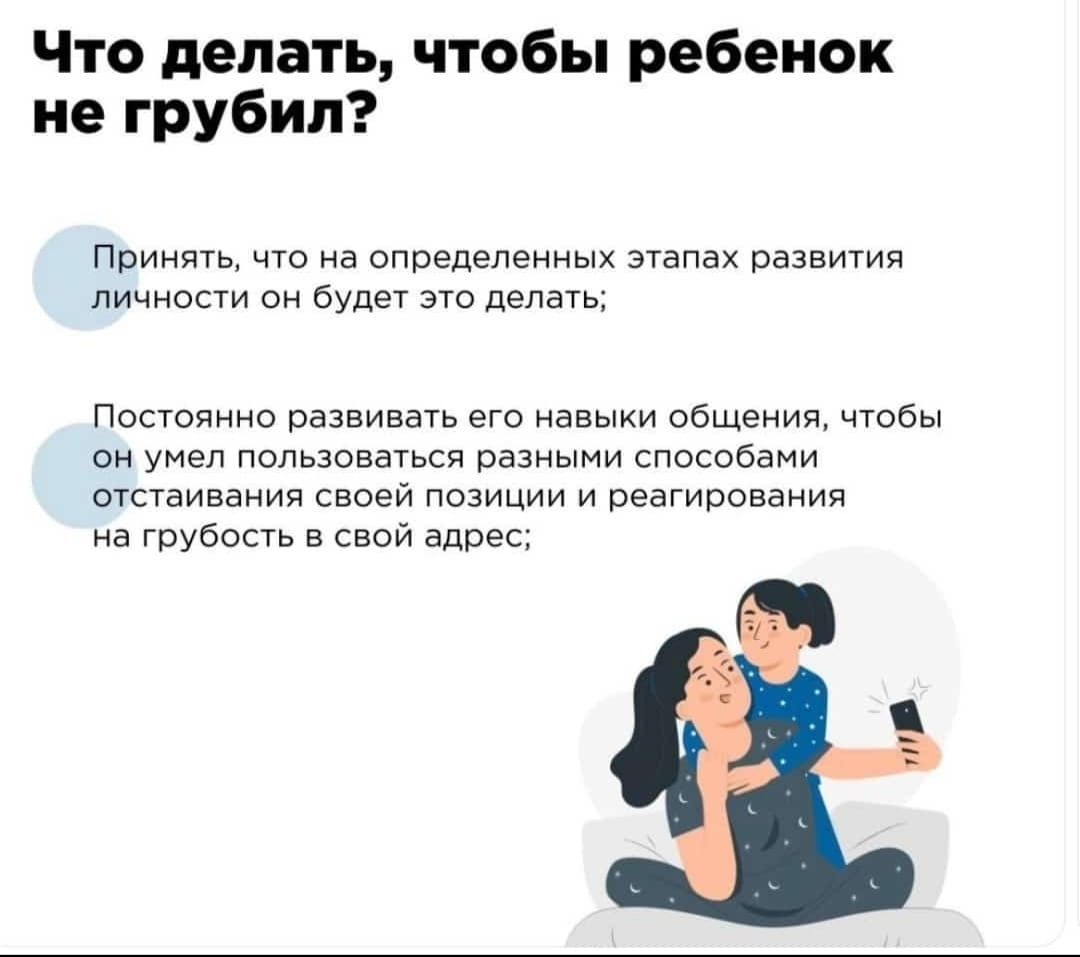 Что делать, чтобы ребенок
не грубил?
Принять, что на определенных этапах развития
личности он будет это делать;
Постоянно развивать его навыки общения, чтобы
он умел пользоваться разными способами
отстаивания своей позиции и реагирования
на грубость в свой адрес;